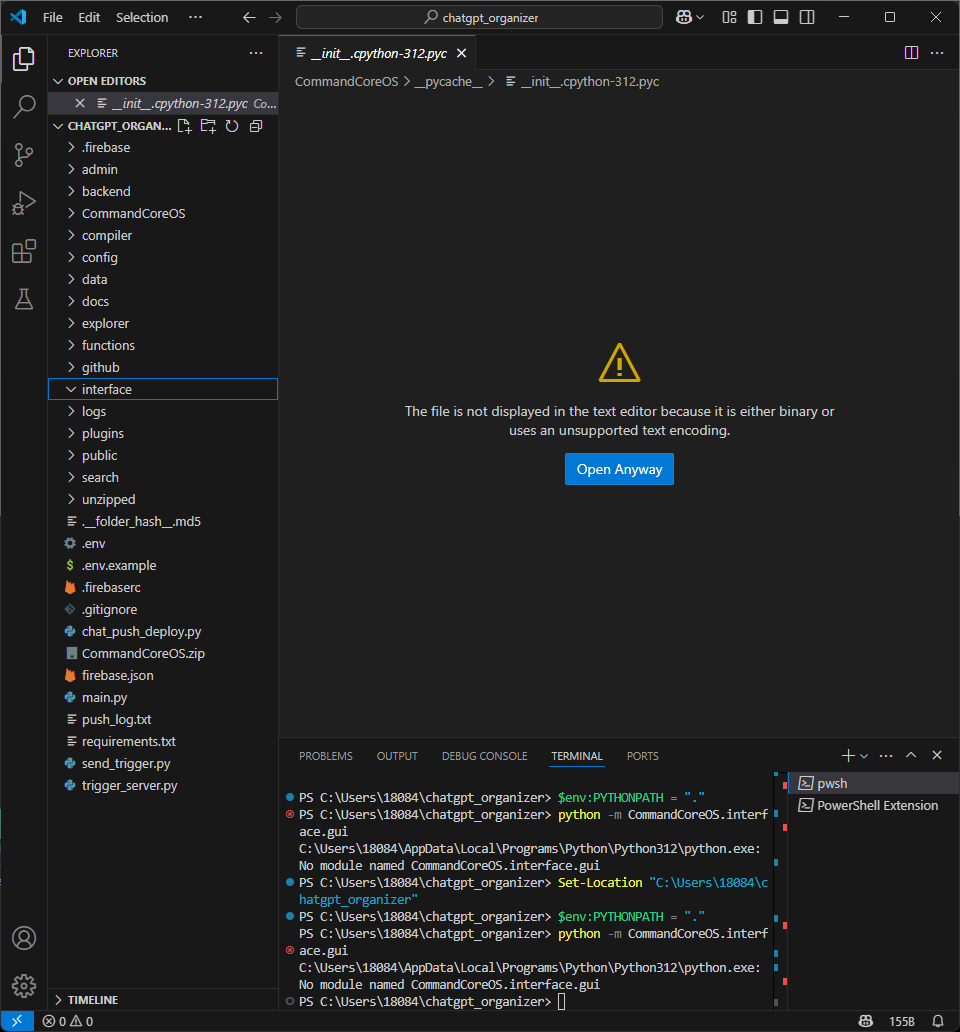 File Edit Selection ···
chatgpt_organizer
EXPLORER ···
OPEN EDITORS
__init__.cpython-312.pyc Co...
CHATGPT_ORGAN...
.firebase
admin
backend
CommandCoreOS
compiler
config
data
docs
explorer
functions
github
interface
logs
plugins
public
search
unzipped
.__folder_hash__.md5
.env
.env.example
.firebaserc
.gitignore
chat_push_deploy.py
CommandCoreOS.zip
firebase.json
main.py
push_log.txt
requirements.txt
send_trigger.py
trigger_server.py
TIMELINE
__init__.cpython-312.pyc
CommandCoreOS > __pycache__ > __init__.cpython-312.pyc
The file is not displayed in the text editor because it is either binary or
uses an unsupported text encoding.
Open Anyway
PROBLEMS OUTPUT DEBUG CONSOLE TERMINAL PORTS
PS C:\Users\18084\chatgpt_organizer> $env:PYTHONPATH = "."
PS C:\Users\18084\chatgpt_organizer> python -m CommandCoreOS.interf
ace.gui
C:\Users\18084\AppData\Local\Programs\Python\Python312\python.exe:
No module named CommandCoreOS.interface.gui
PS C:\Users\18084\chatgpt_organizer> Set-Location "C:\Users\18084\c
hatgpt_organizer"
PS C:\Users\18084\chatgpt_organizer> $env:PYTHONPATH = "."
PS C:\Users\18084\chatgpt_organizer> python -m CommandCoreOS.interf
ace.gui
C:\Users\18084\AppData\Local\Programs\Python\Python312\python.exe:
No module named CommandCoreOS.interface.gui
PS C:\Users\18084\chatgpt_organizer>
pwsh
PowerShell Extension
0 0
155B